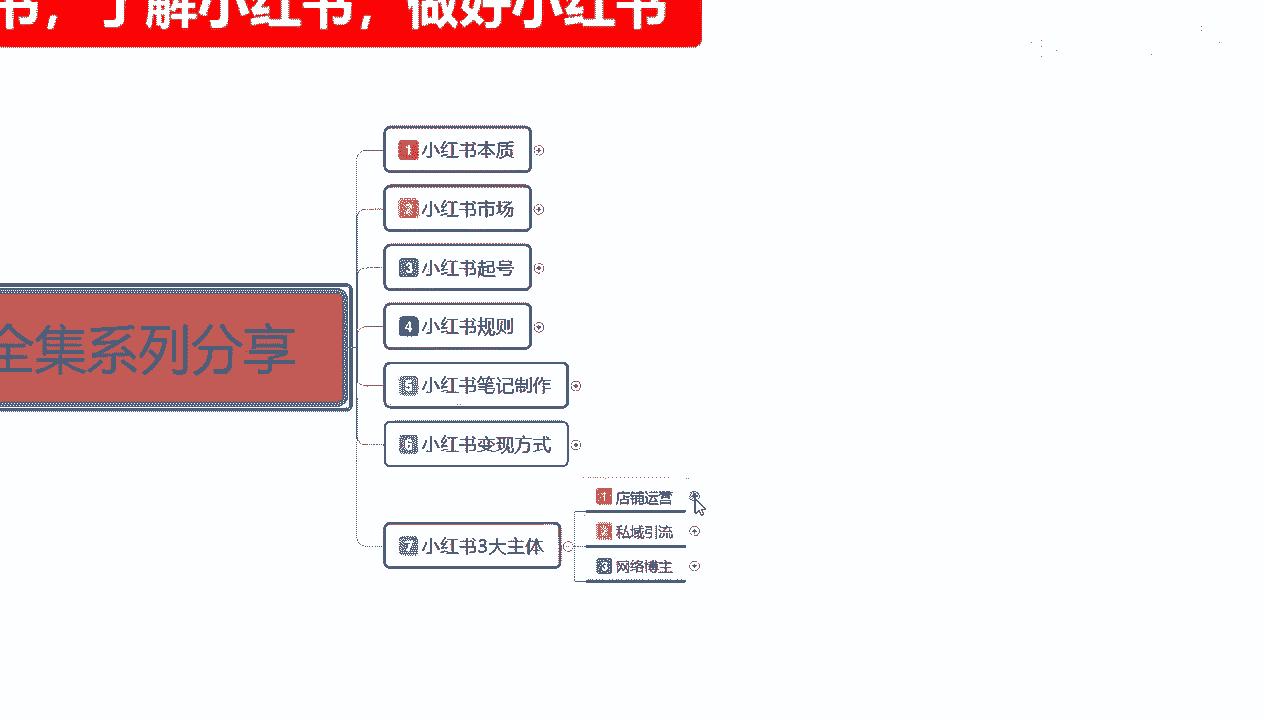 书，了解小红书，做好小红书
1 小红书本质
2 小红书市场
3 小红书起号
4 小红书规则
全集系列分享
5 小红书笔记制作
6 小红书变现方式
7 小红书3大主体
1 店铺运营
2 私域引流
3 网络博主